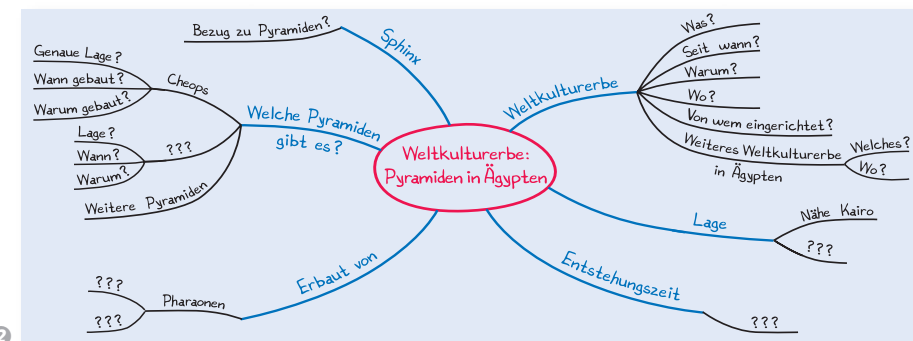 Bezug zu Pyramiden?
Sphinx
Genaue Lage?
Wann gebaut?
Warum gebaut?
Cheops
Lage?
Wann?
Warum?
???
Weitere Pyramiden
Welche Pyramiden
gibt es?
Weltkulturerbe:
Pyramiden in Ägypten
Weltkulturerbe
Was?
Seit wann?
Warum?
Wo?
Von wem eingerichtet?
Weiteres Weltkulturerbe
in Ägypten
Welches?
Wo?
Lage
Nähe Kairo
???
Erbaut von
Pharaonen
???
???
Entstehungszeit
???
2